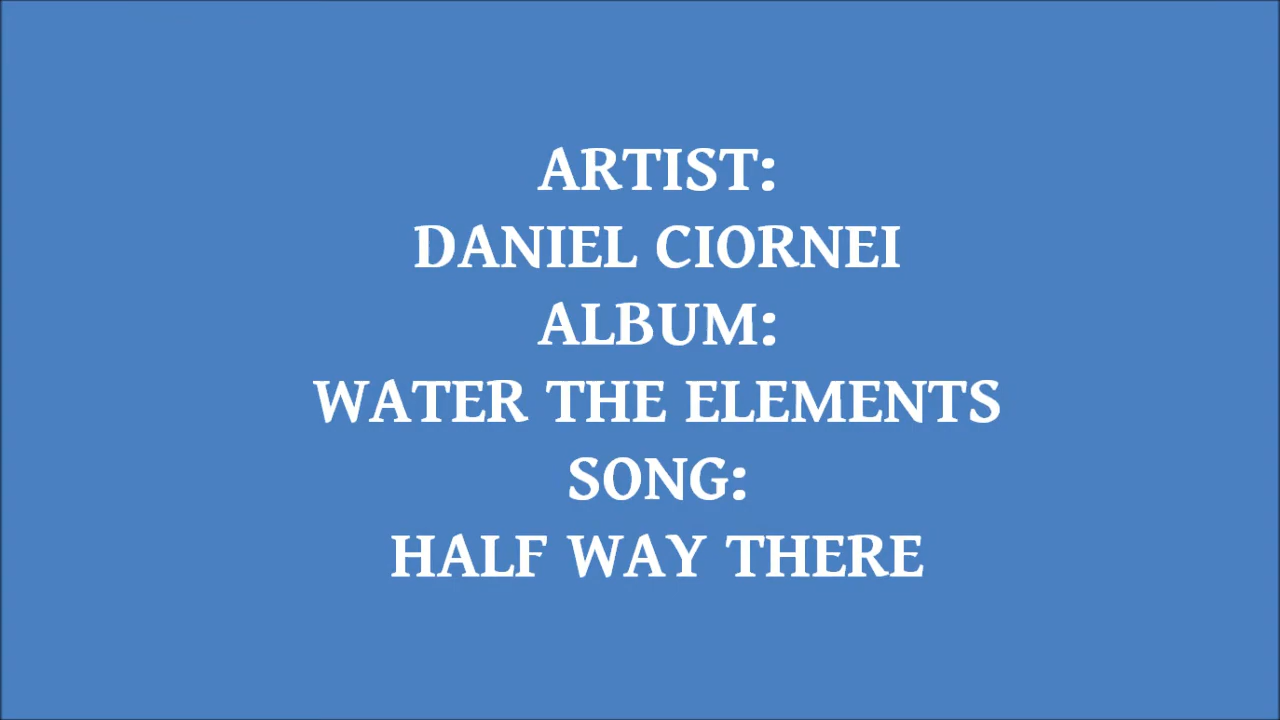 ARTIST:
DANIEL CIORNEI
ALBUM:
WATER THE ELEMENTS
SONG:
HALF WAY THERE